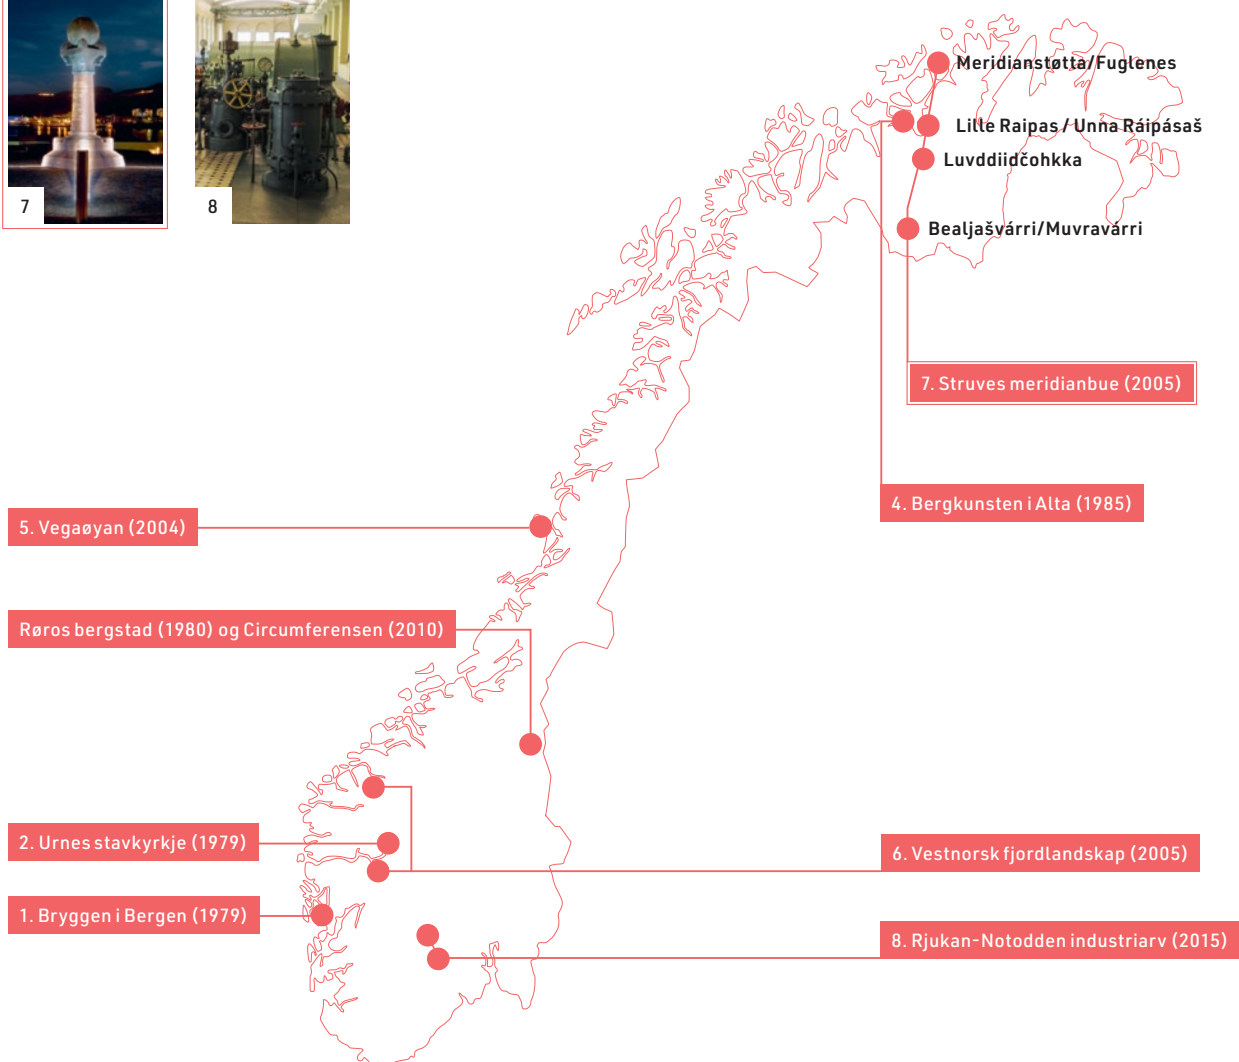 7
8
Meridianstøtta/Fuglenes
Lille Raipas / Unna Ráipásaš
Luvddiidčohkka
Bealjašvárri/Muvravárri
7. Struves meridianbue (2005)
4. Bergkunsten i Alta (1985)
5. Vegaøyan (2004)
Røros bergstad (1980) og Circumferensen (2010)
2. Urnes stavkyrkje (1979)
6. Vestnorsk fjordlandskap (2005)
1. Bryggen i Bergen (1979)
8. Rjukan-Notodden industriarv (2015)